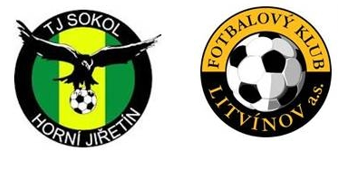 TJ SOKOL
HORNÍ JIŘETÍN
FOTBALOVÝ KLUB
LITVÍNOV a.s.